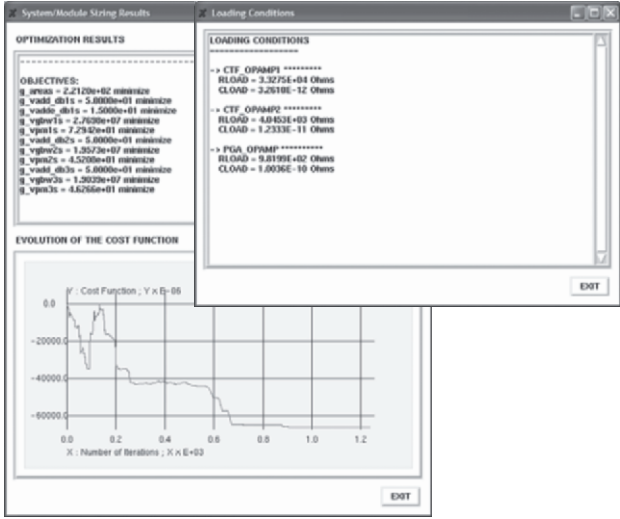 System/Module Sizing Results
OPTIMIZATION RESULTS
OBJECTIVES:
g_areas = 2.2120e+02 minimize
g_vadd_db1s = 5.0000e+01 minimize
g_vadde_db1s = 1.5000e+01 minimize
g_vgbw1s = 2.7690e+07 minimize
g_vpm1s = 7.2942e+01 minimize
g_vadd_db2s = 5.0000e+01 minimize
g_vgbw2s = 1.9573e+07 minimize
g_vpm2s = 4.5200e+01 minimize
g_vadd_db3s = 5.0000e+01 minimize
g_vgbw3s = 1.9039e+07 minimize
g_vpm3s = 4.6266e+01 minimize
EVOLUTION OF THE COST FUNCTION
Y : Cost Function ; Y x E-06
0.0
-20000.0
-40000.0
-60000.0
0.0 0.2 0.4 0.6 0.8 1.0 1.2
X : Number of Iterations ; X x E+03
EXIT
Loading Conditions
LOADING CONDITIONS
-------------------
-> CTF_OPAMP1 *********
RLOAD = 3.3275E+04 Ohms
CLOAD = 3.2610E-12 Ohms
-> CTF_OPAMP2 *********
RLOAD = 4.0453E+03 Ohms
CLOAD = 1.2333E-11 Ohms
-> PGA_OPAMP *********
RLOAD = 9.8199E+02 Ohms
CLOAD = 1.0036E-10 Ohms
EXIT